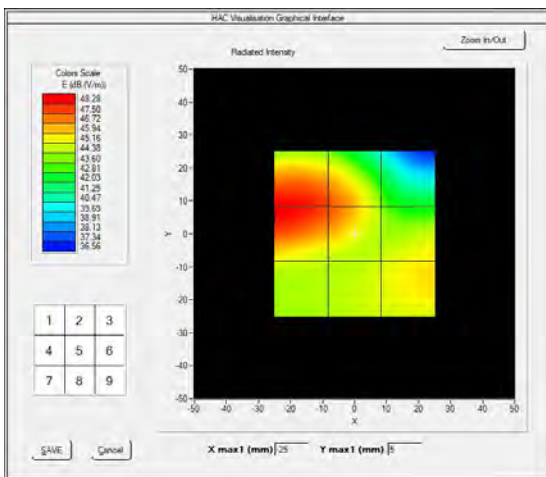 HAC Visualisation Graphical Interface
Zoom In/Out
Radiated Intensity
Colors Scale
E (dB (V/m))
48.28
47.50
46.72
45.94
45.16
44.38
43.60
42.81
42.03
41.25
40.47
39.69
38.91
38.13
37.34
36.56
50
40
30
20
10
0
-10
-20
-30
-40
-50
Y
-50 -40 -30 -20 -10 0 10 20 30 40 50
X
1 2 3
4 5 6
7 8 9
SAVE
Cancel
X max1 (mm) 25
Y max1 (mm) 5